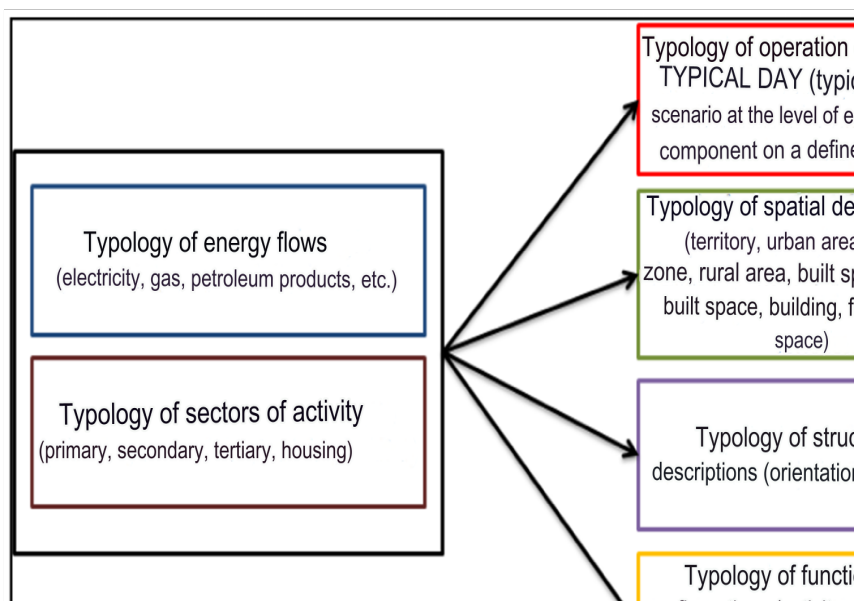 Typology of energy flows
(electricity, gas, petroleum products, etc.)
Typology of sectors of activity
(primary, secondary, tertiary, housing)
Typology of operation
TYPICAL DAY
scenario at the level of
component on a
Typology of spatial
(territory, urban
zone, rural area, built
built space, building,
space)
Typology of
descriptions
Typology of